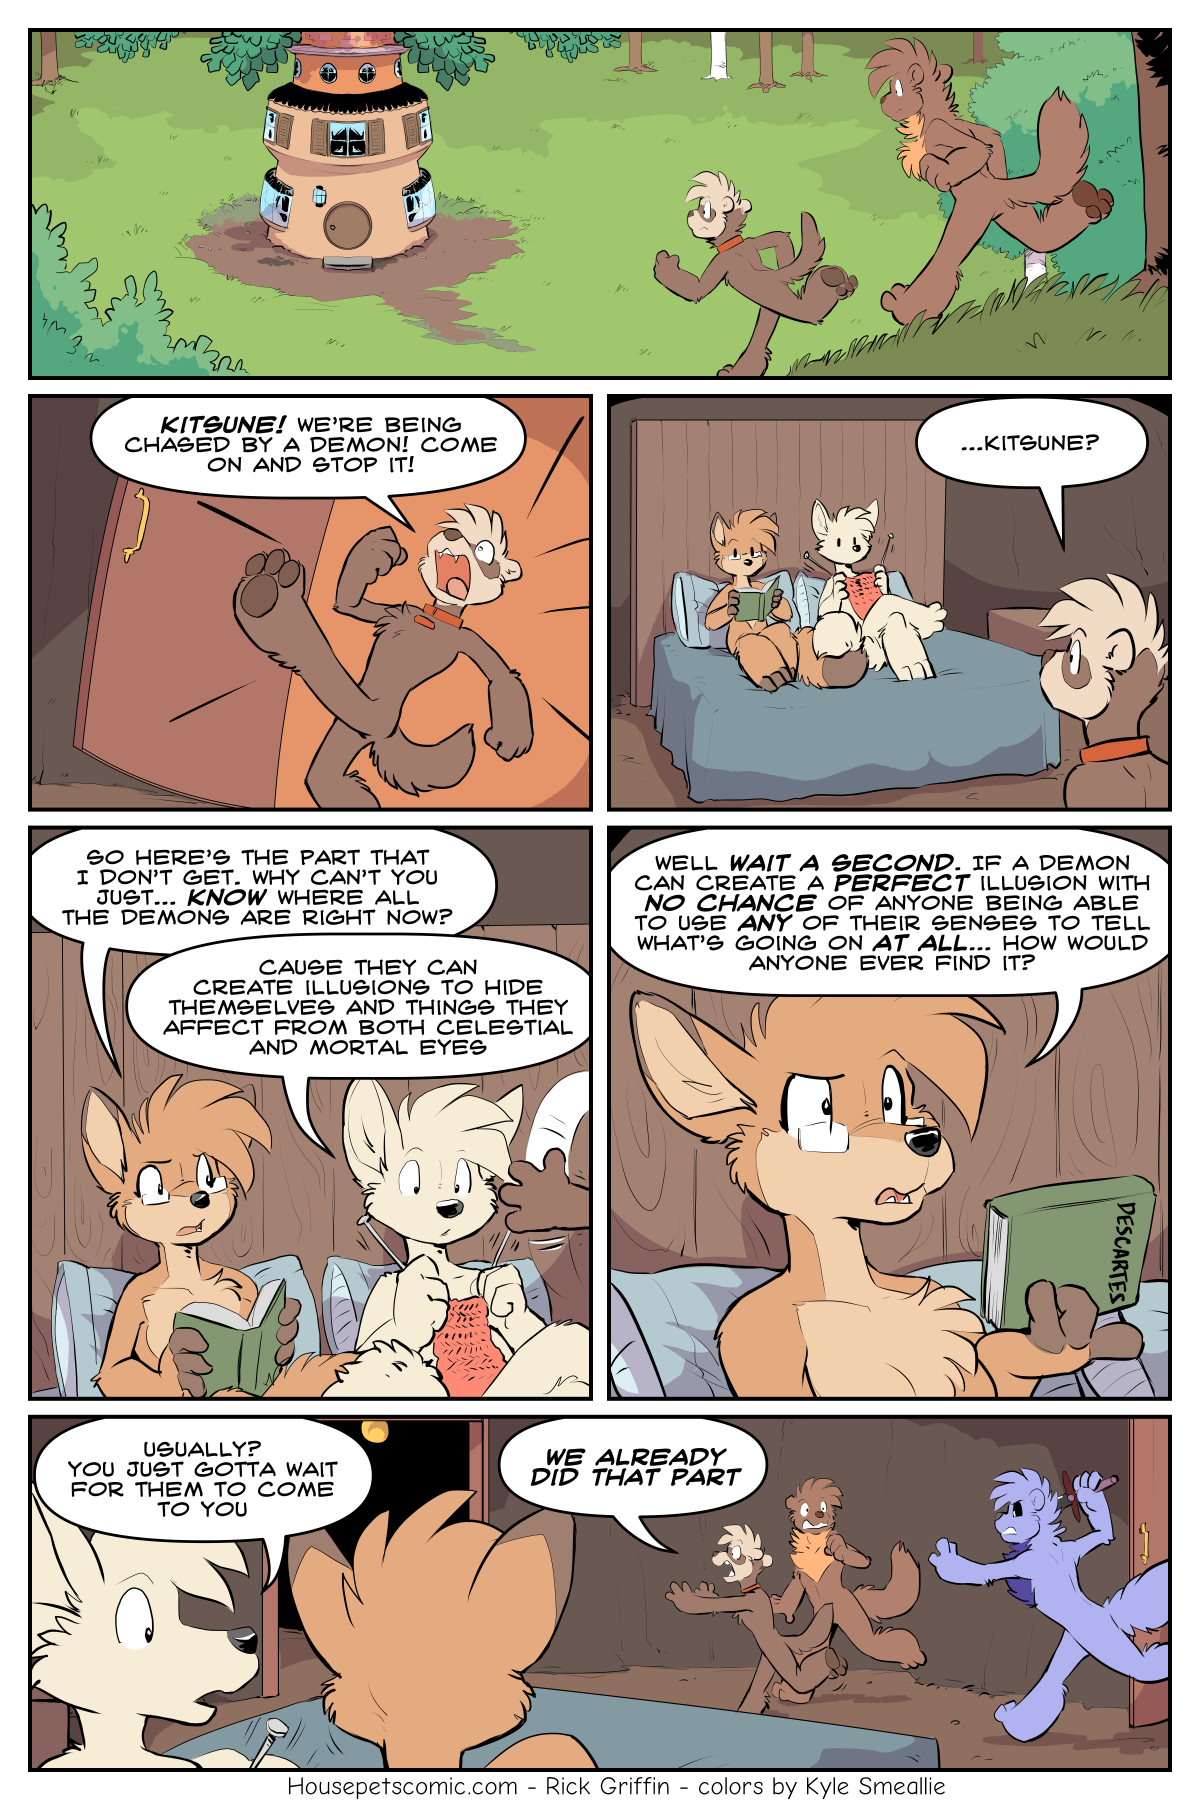 KITSUNE! WE'RE BEING
CHASED BY A DEMON! COME
ON AND STOP IT!
...KITSUNE?
SO HERE'S THE PART THAT
I DON'T GET. WHY CAN'T YOU
JUST... KNOW WHERE ALL
THE DEMONS ARE RIGHT NOW?
CAUSE THEY CAN
CREATE ILLUSIONS TO HIDE
THEMSELVES AND THINGS THEY
AFFECT FROM BOTH CELESTIAL
AND MORTAL EYES
WELL WAIT A SECOND. IF A DEMON
CAN CREATE A PERFECT ILLUSION WITH
NO CHANCE OF ANYONE BEING ABLE
TO USE ANY OF THEIR SENSES TO TELL
WHAT'S GOING ON AT ALL... HOW WOULD
ANYONE EVER FIND IT?
DESCARTES
USUALLY?
YOU JUST GOTTA WAIT
FOR THEM TO COME
TO YOU
WE ALREADY
DID THAT PART
Housepetscomic.com - Rick Griffin - colors by Kyle Smeallie